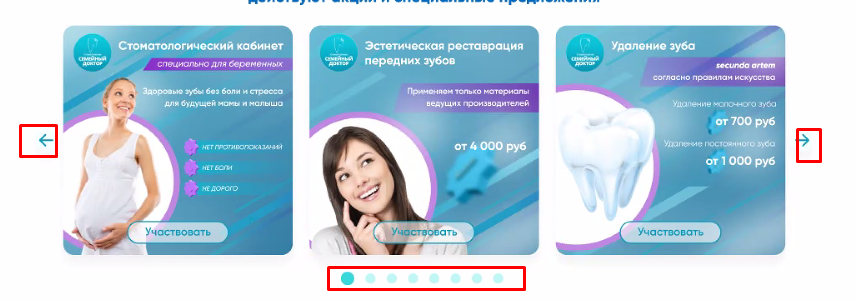 действуют акции и специальные предложения
СЕМЕЙНЫЙ
ДОКТОР
Стоматологический кабинет
специально для беременных
Здоровые зубы без боли и стресса
для будущей мамы и малыша
НЕТ ПРОТИВОПОКАЗАНИЙ
НЕТ БОЛИ
НЕ ДОРОГО
Участвовать
СЕМЕЙНЫЙ
ДОКТОР
Эстетическая реставрация
передних зубов
Применяем только материалы
ведущих производителей
от 4 000 руб
Участвовать
СЕМЕЙНЫЙ
ДОКТОР
Удаление зуба
secunda artem
согласно правилам искусства
Удаление молочного зуба
от 700 руб
Удаление постоянного зуба
от 1 000 руб
Участвовать